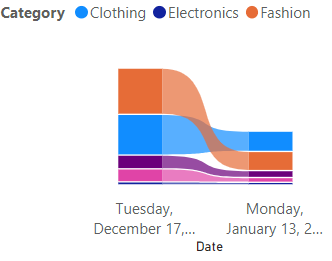 Category Clothing Electronics Fashion
Tuesday, Monday,
December 17,... January 13, 2...
Date